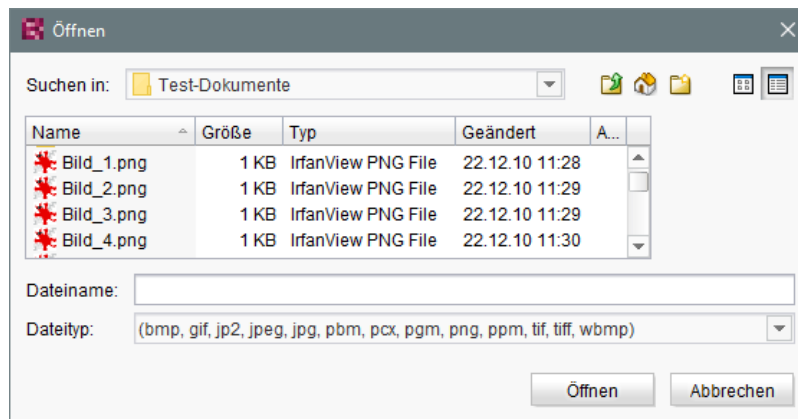 Öffnen
Suchen in: Test-Dokumente
Name Größe Typ Geändert A...
Bild_1.png 1 KB IrfanView PNG File 22.12.10 11:28
Bild_2.png 1 KB IrfanView PNG File 22.12.10 11:29
Bild_3.png 1 KB IrfanView PNG File 22.12.10 11:29
Bild_4.png 1 KB IrfanView PNG File 22.12.10 11:30
Dateiname:
Dateityp: (bmp, gif, jp2, jpeg, jpg, pbm, pcx, pgm, png, ppm, tif, tiff, wbmp)
Öffnen Abbrechen